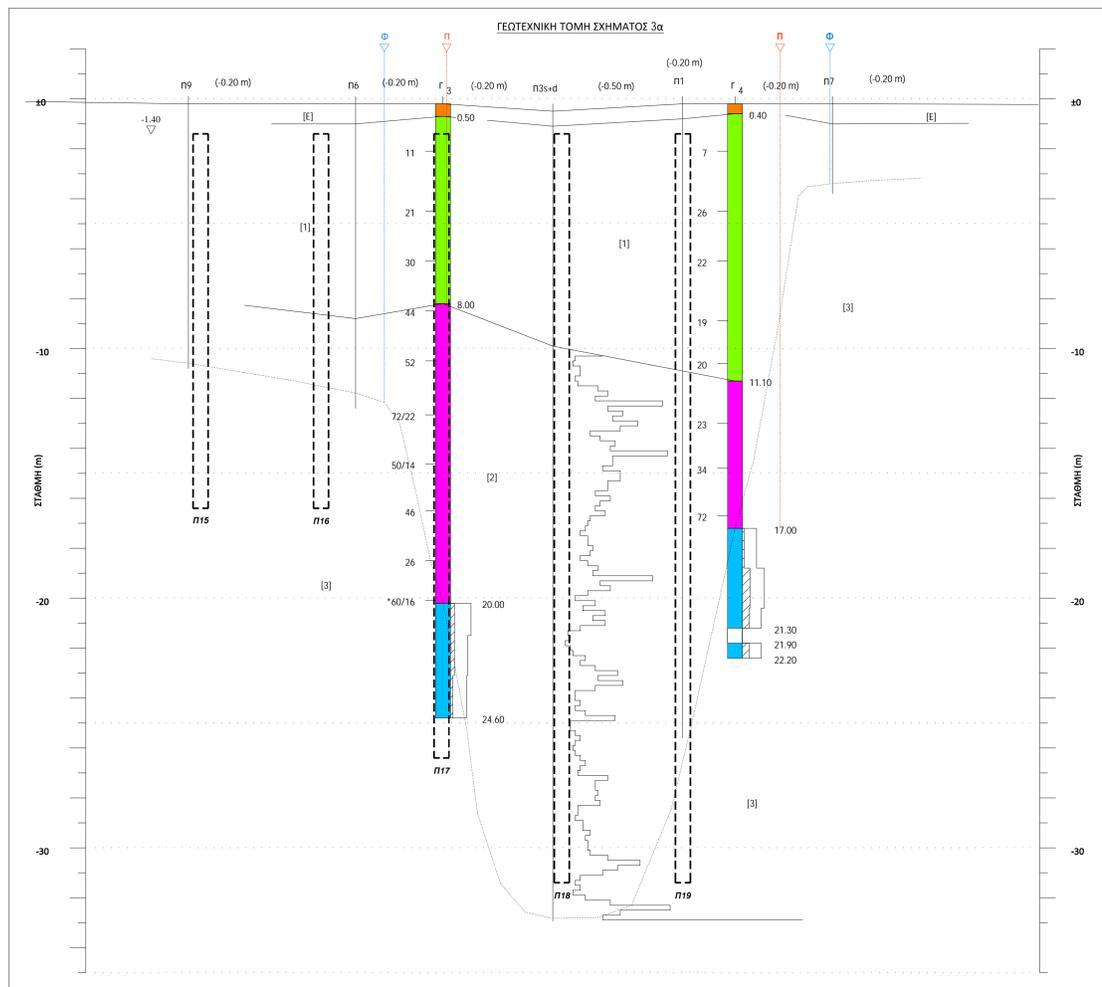 ΓΕΩΤΕΧΝΙΚΗ ΤΟΜΗ ΣΧΗΜΑΤΟΣ 3α
Φ
Π
Π
Φ
(-0.20 m)
Π9
(-0.20 m)
Π6
(-0.20 m)
Γ3
(-0.20 m)
Π3s+d
(-0.50 m)
Π1
Γ4
(-0.20 m)
Π7
(-0.20 m)
±0
±0
-1.40
[Ε]
0.50
0.40
[Ε]
11
7
21
26
[1]
[1]
30
22
8.00
[3]
44
19
-10
52
20
-10
11.10
72/22
23
50/14
34
[2]
ΣΤΑΘΜΗ (m)
ΣΤΑΘΜΗ (m)
46
72
Π15
Π16
17.00
26
[3]
-20
*60/16
20.00
-20
21.30
21.90
22.20
24.60
Π17
[3]
-30
-30
Π18
Π19